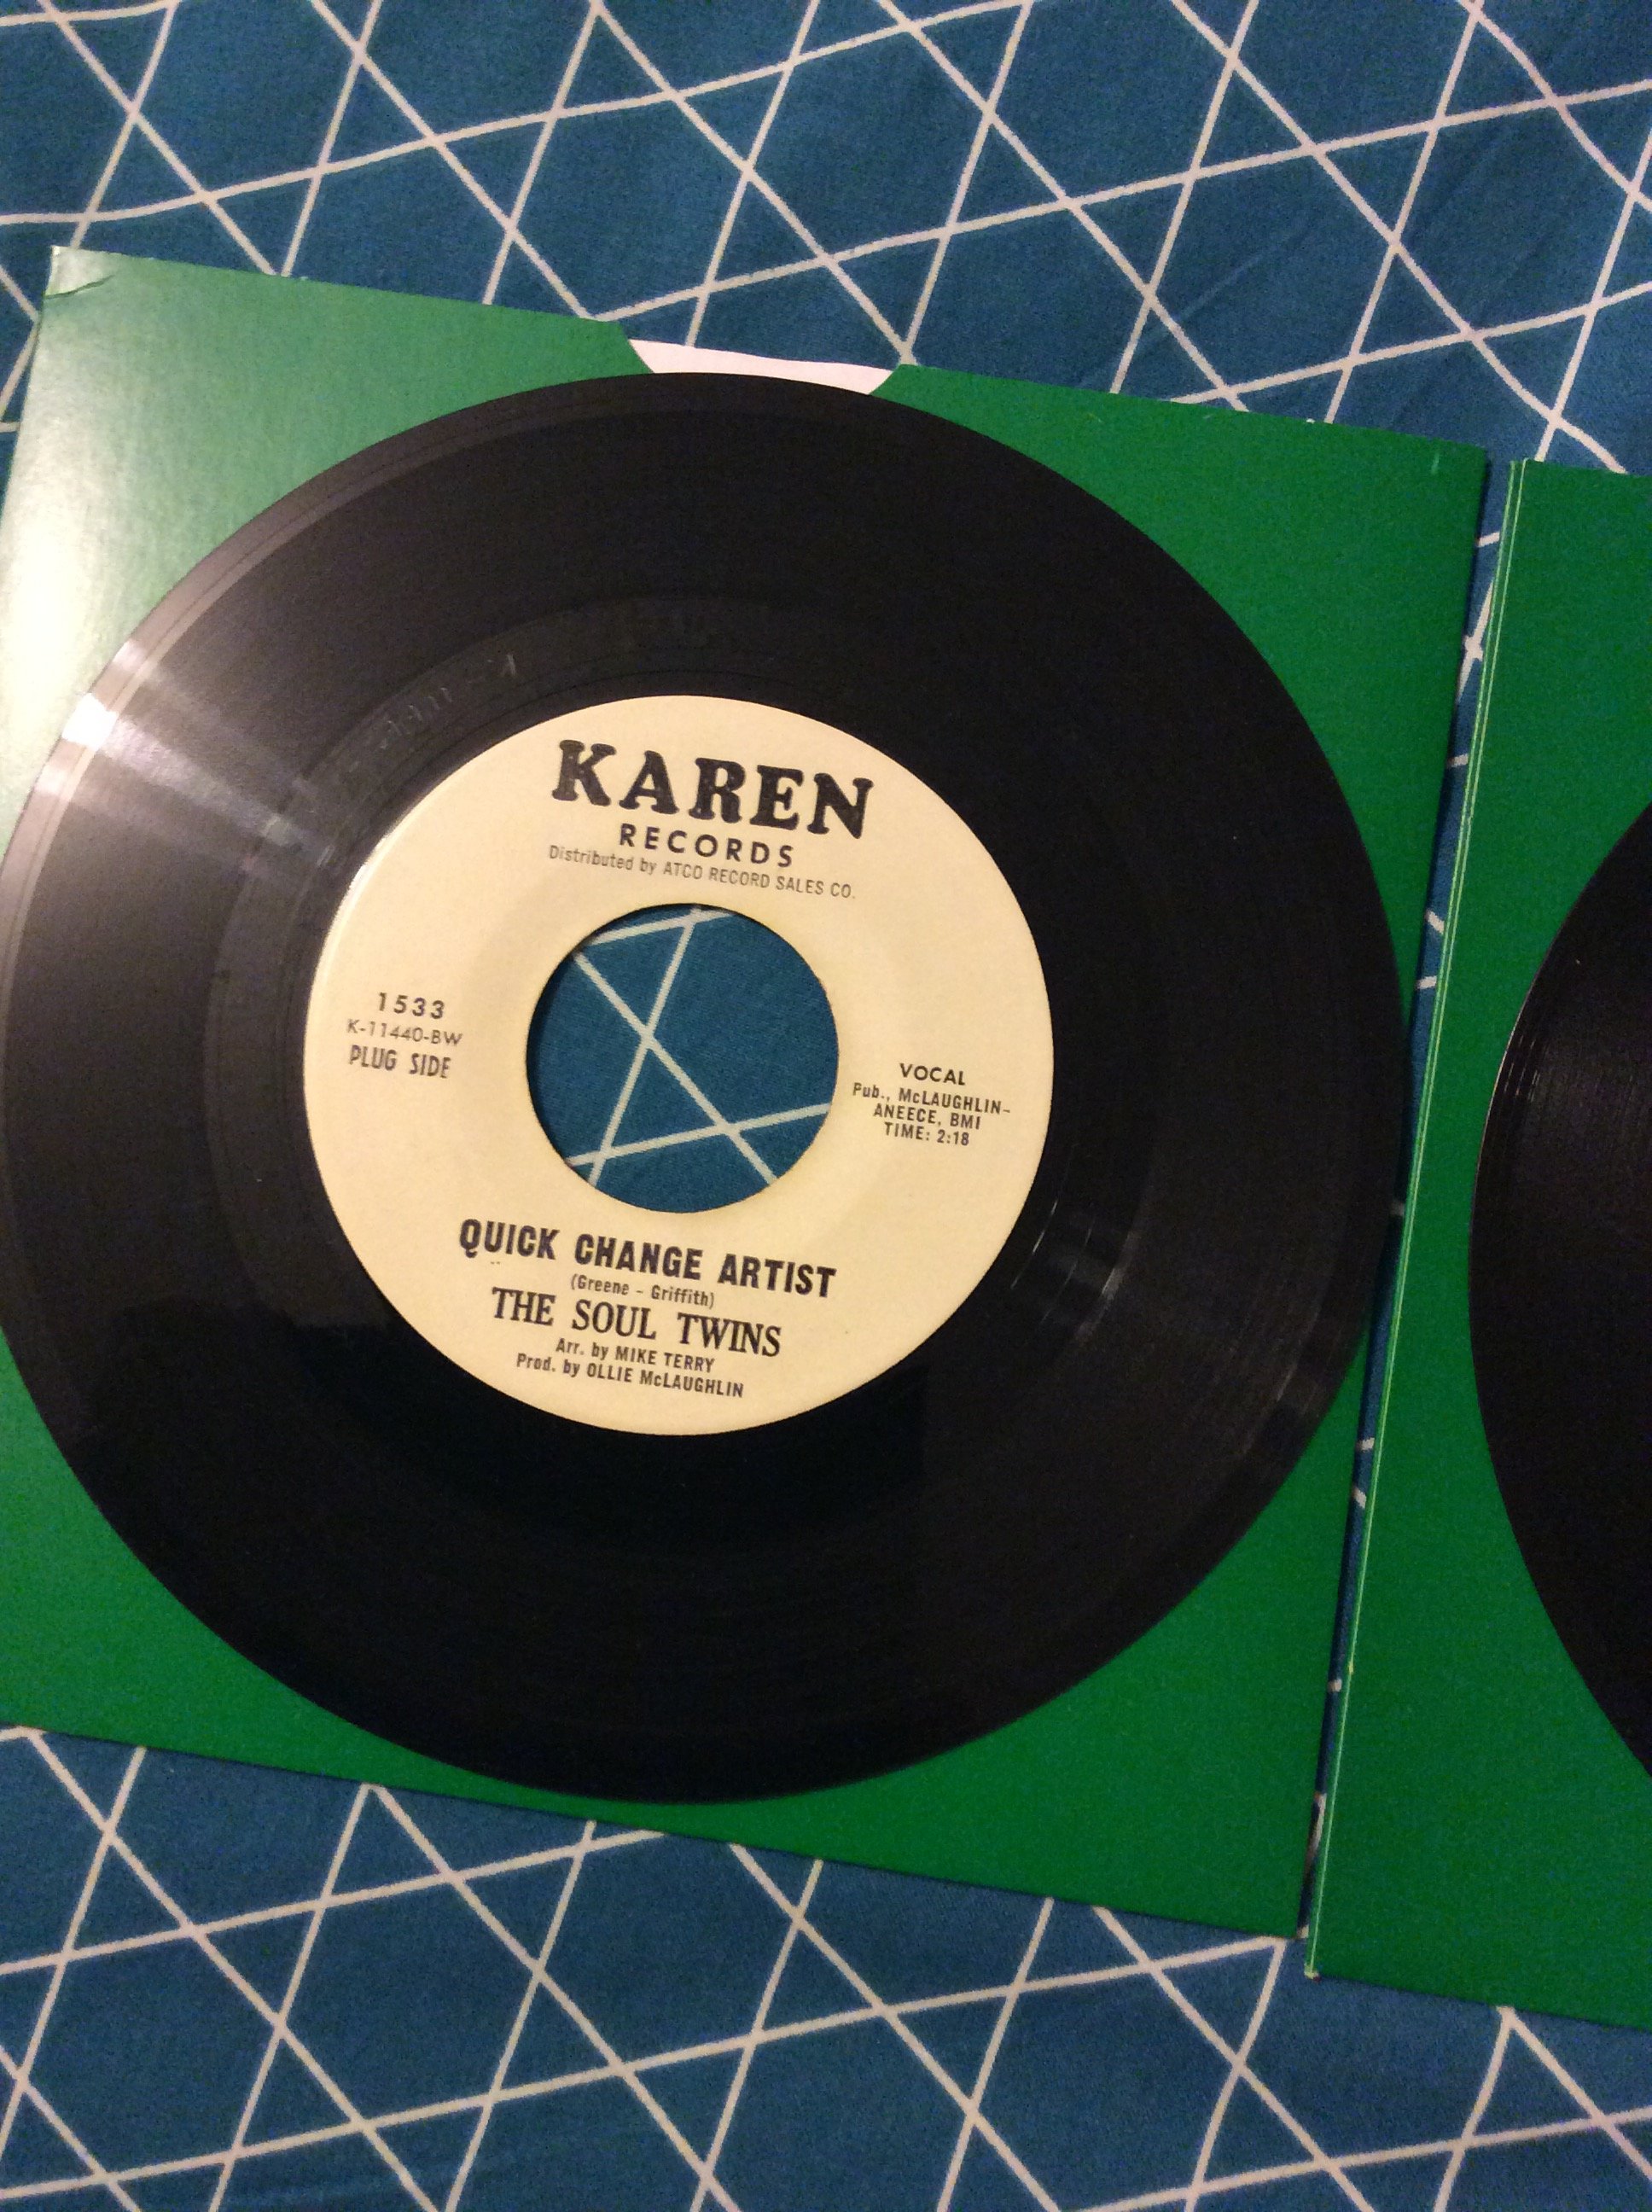 KAREN
RECORDS
Distributed by ATCO RECORD SALES CO.
1533
K-11440-BW
PLUG SIDE
VOCAL
Pub., McLAUGHLIN-
ANEECE, BMI
TIME: 2:18
QUICK CHANGE ARTIST
(Greene - Griffith)
THE SOUL TWINS
Arr. by MIKE TERRY
Prod. by OLLIE McLAUGHLIN